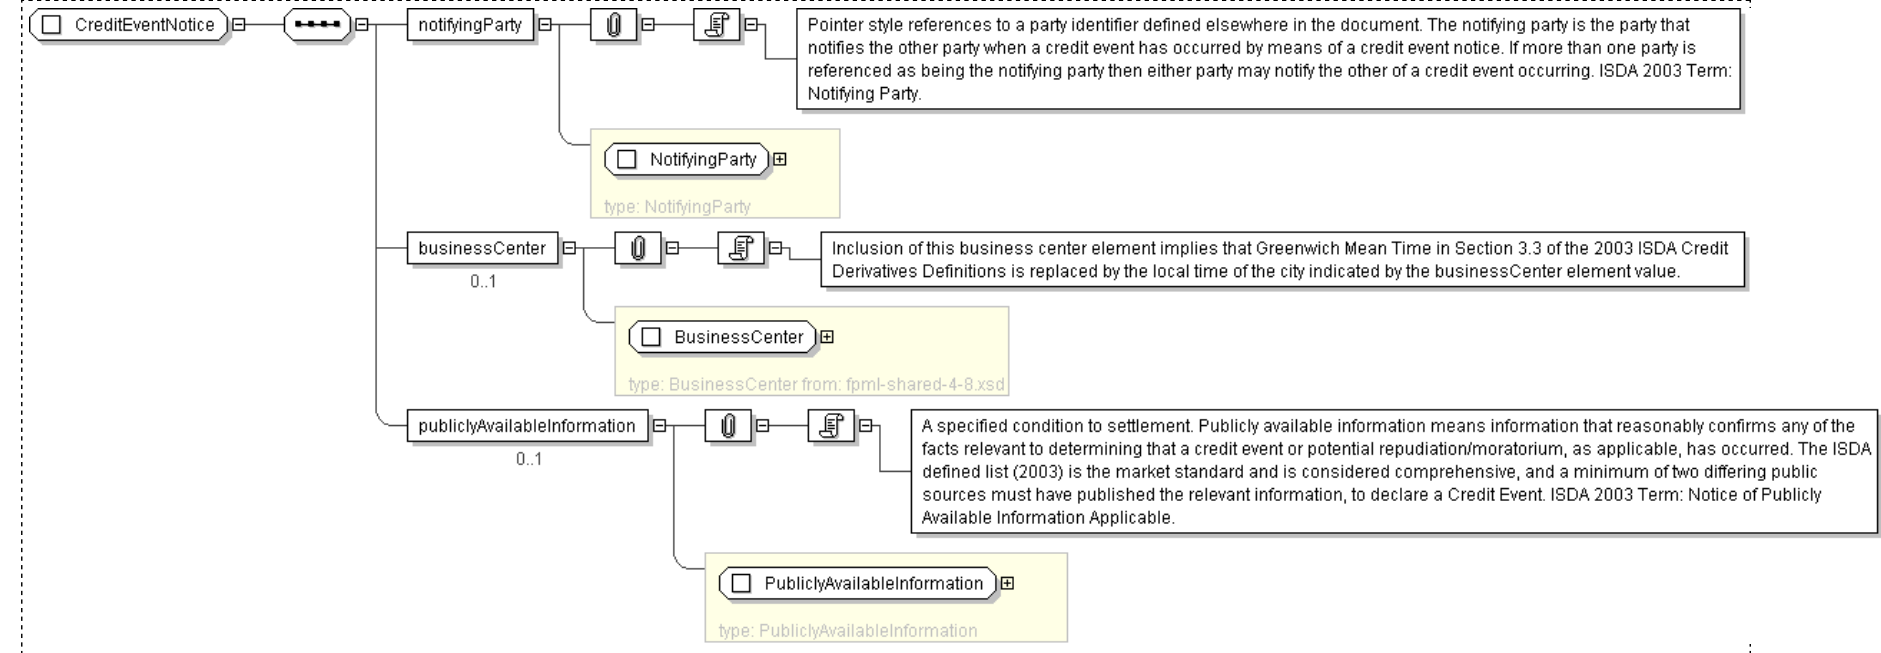 CreditEventNotice
notifyingParty
Pointer style references to a party identifier defined elsewhere in the document. The notifying party is the party that
notifies the other party when a credit event has occurred by means of a credit event notice. If more than one party is
referenced as being the notifying party then either party may notify the other of a credit event occurring. ISDA 2003 Term:
Notifying Party.
NotifyingParty
type: NotifyingParty
businessCenter
0..1
Inclusion of this business center element implies that Greenwich Mean Time in Section 3.3 of the 2003 ISDA Credit
Derivatives Definitions is replaced by the local time of the city indicated by the businessCenter element value.
BusinessCenter
type: BusinessCenter from: fpml-shared-4-8.xsd
publiclyAvailableInformation
0..1
A specified condition to settlement. Publicly available information means information that reasonably confirms any of the
facts relevant to determining that a credit event or potential repudiation/moratorium, as applicable, has occurred. The ISDA
defined list (2003) is the market standard and is considered comprehensive, and a minimum of two differing public
sources must have published the relevant information, to declare a Credit Event. ISDA 2003 Term: Notice of Publicly
Available Information Applicable.
PubliclyAvailableInformation
type: PubliclyAvailableInformation